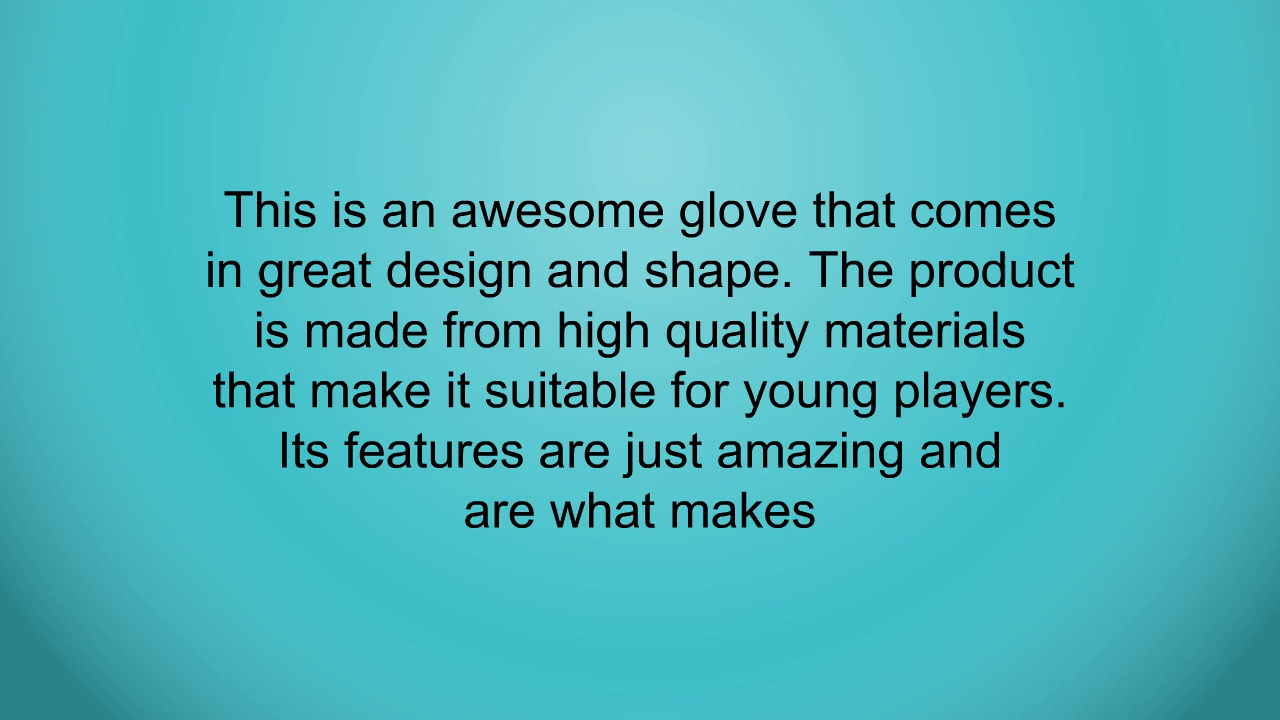 This is an awesome glove that comes
in great design and shape. The product
is made from high quality materials
that make it suitable for young players.
Its features are just amazing and
are what makes